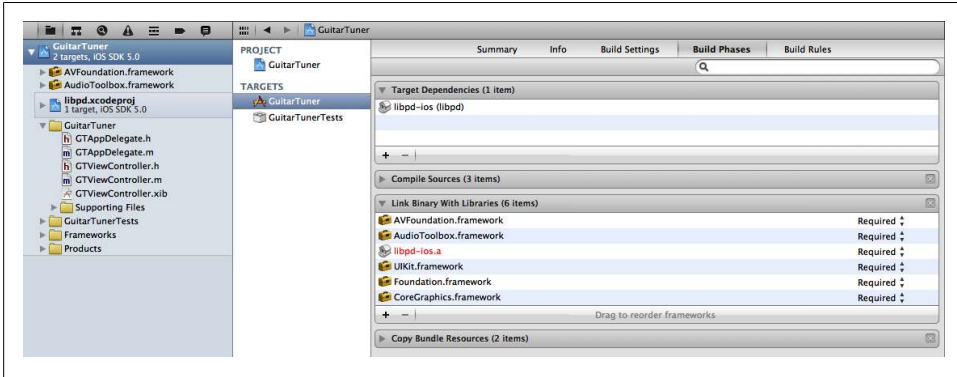 GuitarTuner
GuitarTuner
2 targets, iOS SDK 5.0
AVFoundation.framework
AudioToolbox.framework
libpd.xcodeproj
1 target, iOS SDK 5.0
GuitarTuner
GTAppDelegate.h
GTAppDelegate.m
GTViewController.h
GTViewController.m
GTViewController.xib
Supporting Files
GuitarTunerTests
Frameworks
Products
PROJECT
GuitarTuner
TARGETS
GuitarTuner
GuitarTunerTests
Summary Info Build Settings Build Phases Build Rules
Target Dependencies (1 item)
libpd-ios (libpd)
Compile Sources (3 items)
Link Binary With Libraries (6 items)
AVFoundation.framework Required
AudioToolbox.framework Required
libpd-ios.a Required
UIKit.framework Required
Foundation.framework Required
CoreGraphics.framework Required
Drag to reorder frameworks
Copy Bundle Resources (2 items)